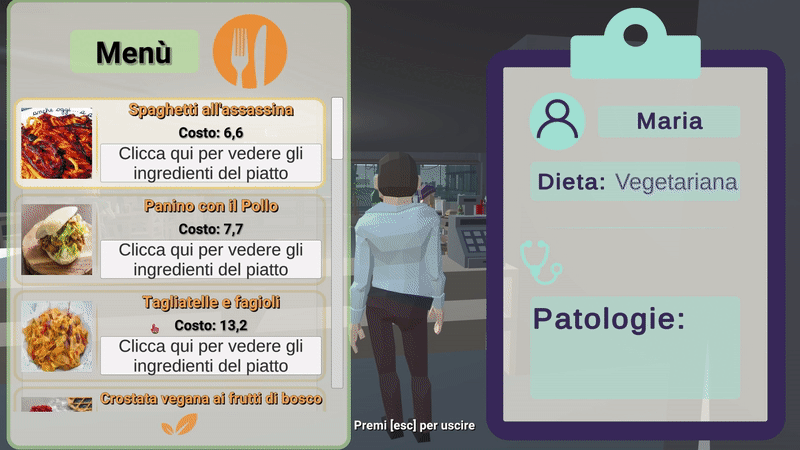 Menù
Spaghetti all'assassina
Costo: 6,6
Clicca qui per vedere gli
ingredienti del piatto
Panino con il Pollo
Costo: 7,7
Clicca qui per vedere gli
ingredienti del piatto
Tagliatelle e fagioli
Costo: 13,2
Clicca qui per vedere gli
ingredienti del piatto
Crostata vegana ai frutti di bosco
Maria
Dieta: Vegetariana
Patologie:
Premi [esc] per uscire